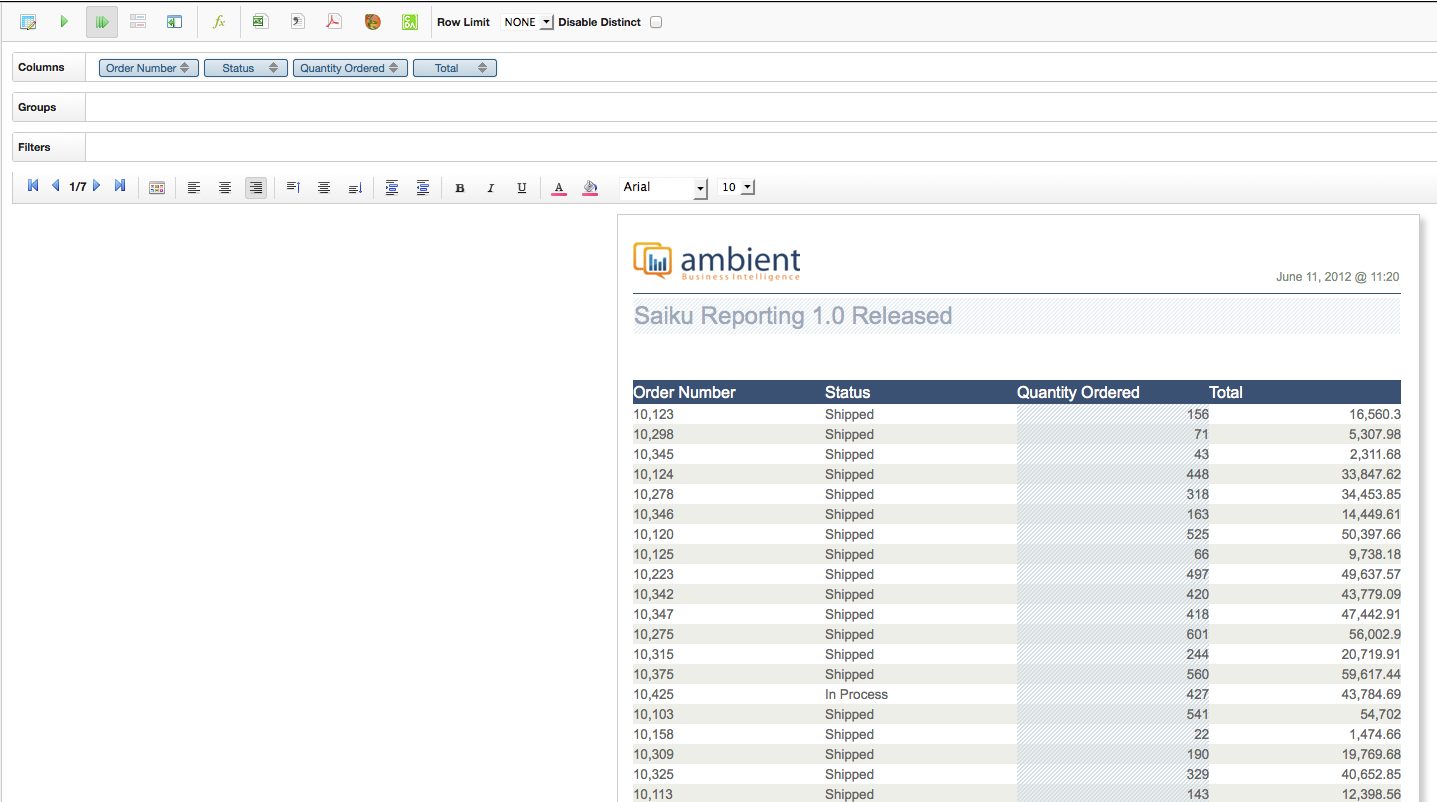 Row Limit NONE Disable Distinct
Columns Order Number Status Quantity Ordered Total
Groups
Filters
1/7 B I U A Arial 10
ambient
Business Intelligence
June 11, 2012 @ 11:20
Saiku Reporting 1.0 Released
Order Number Status Quantity Ordered Total
10,123 Shipped 156 16,560.3
10,298 Shipped 71 5,307.98
10,345 Shipped 43 2,311.68
10,124 Shipped 448 33,847.62
10,278 Shipped 318 34,453.85
10,346 Shipped 163 14,449.61
10,120 Shipped 525 50,397.66
10,125 Shipped 66 9,738.18
10,223 Shipped 497 49,637.57
10,342 Shipped 420 43,779.09
10,347 Shipped 418 47,442.91
10,275 Shipped 601 56,002.9
10,315 Shipped 244 20,719.91
10,375 Shipped 560 59,617.44
10,425 In Process 427 43,784.69
10,103 Shipped 541 54,702
10,158 Shipped 22 1,474.66
10,309 Shipped 190 19,769.68
10,325 Shipped 329 40,652.85
10,113 Shipped 143 12,398.56